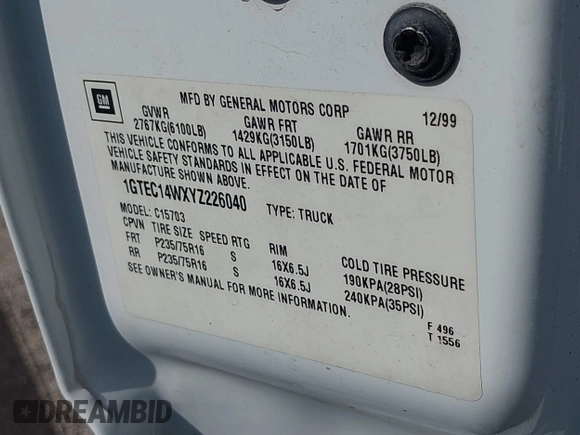 GM
MFD BY GENERAL MOTORS CORP 12/99
GVWR GAWR FRT GAWR RR
2767KG(6100LB) 1429KG(3150LB) 1701KG(3750LB)
THIS VEHICLE CONFORMS TO ALL APPLICABLE U.S. FEDERAL MOTOR
VEHICLE SAFETY STANDARDS IN EFFECT ON THE DATE OF
MANUFACTURE SHOWN ABOVE.
1GTEC14WXYZ226040 TYPE: TRUCK
MODEL: C15703
CPVN TIRE SIZE SPEED RTG RIM COLD TIRE PRESSURE
FRT P235/75R16 S 16X6.5J 190KPA(28PSI)
RR P235/75R16 S 16X6.5J 240KPA(35PSI)
SEE OWNER'S MANUAL FOR MORE INFORMATION.
F 496
T 1556
DREAMBID